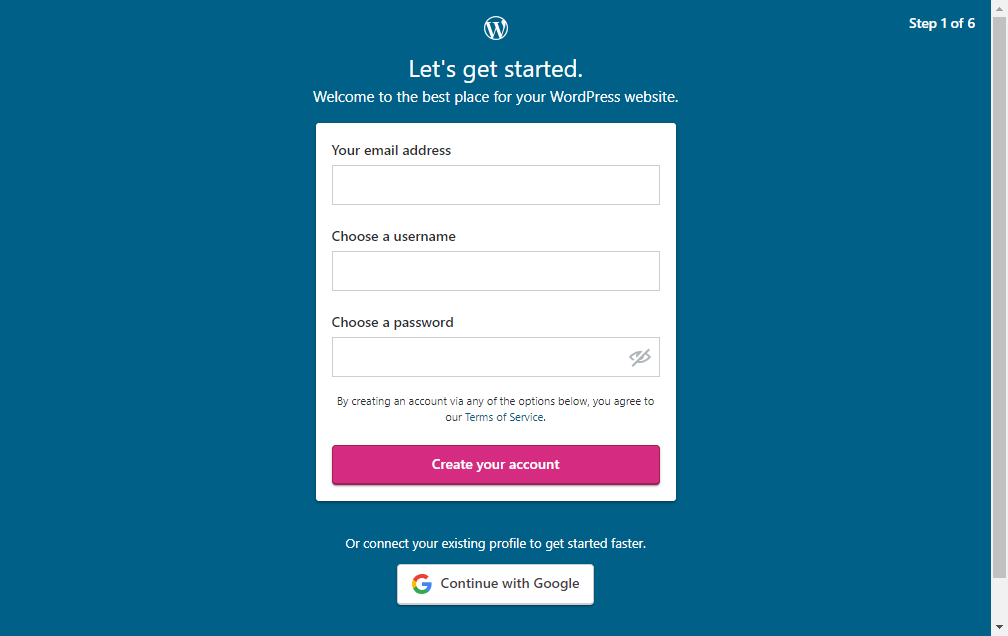 Step 1 of 6
Let's get started.
Welcome to the best place for your WordPress website.
Your email address
Choose a username
Choose a password
By creating an account via any of the options below, you agree to
our Terms of Service.
Create your account
Or connect your existing profile to get started faster.
Continue with Google